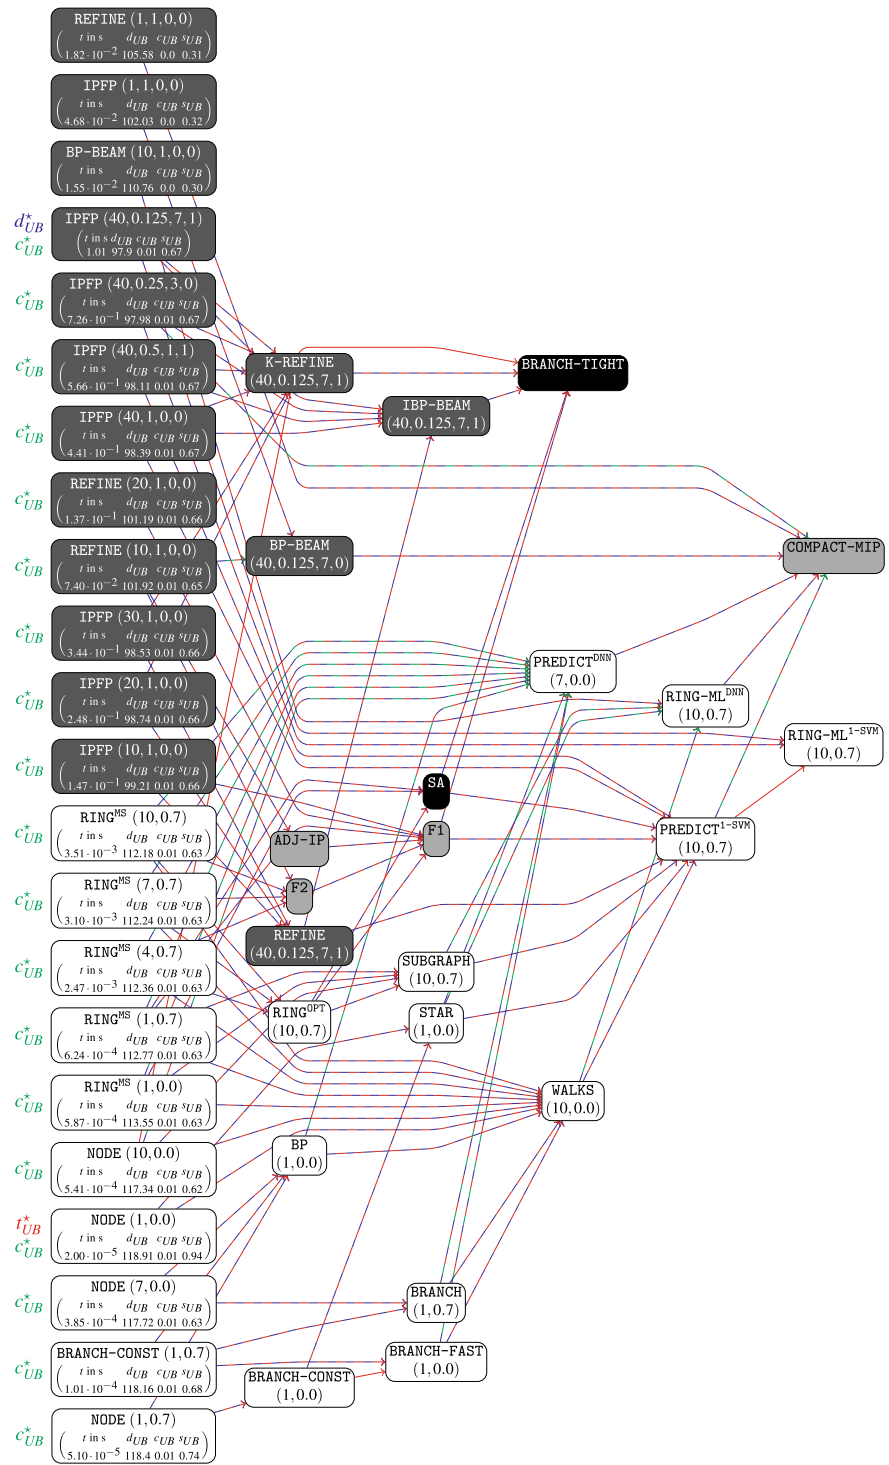 REFINE (1,1,0,0)
t in s d_UB c_UB s_UB
1.82·10⁻² 105.58 0.0 0.31
IPFP (1,1,0,0)
t in s d_UB c_UB s_UB
4.68·10⁻² 102.03 0.0 0.32
BP-BEAM (10,1,0,0)
t in s d_UB c_UB s_UB
1.55·10⁻² 110.76 0.0 0.30
d*_UB
c*_UB
IPFP (40,0.125,7,1)
t in s d_UB c_UB s_UB
1.01 97.9 0.01 0.67
c*_UB
IPFP (40,0.25,3,0)
t in s d_UB c_UB s_UB
7.26·10⁻¹ 97.98 0.01 0.67
c*_UB
IPFP (40,0.5,1,1)
t in s d_UB c_UB s_UB
5.66·10⁻¹ 98.11 0.01 0.67
K-REFINE
(40,0.125,7,1)
BRANCH-TIGHT
IBP-BEAM
(40,0.125,7,1)
c*_UB
IPFP (40,1,0,0)
t in s d_UB c_UB s_UB
4.41·10⁻¹ 98.39 0.01 0.67
c*_UB
REFINE (20,1,0,0)
t in s d_UB c_UB s_UB
1.37·10⁻¹ 101.19 0.01 0.66
c*_UB
REFINE (10,1,0,0)
t in s d_UB c_UB s_UB
7.40·10⁻² 101.92 0.01 0.65
BP-BEAM
(40,0.125,7,0)
COMPACT-MIP
c*_UB
IPFP (30,1,0,0)
t in s d_UB c_UB s_UB
3.44·10⁻¹ 98.53 0.01 0.66
c*_UB
IPFP (20,1,0,0)
t in s d_UB c_UB s_UB
2.48·10⁻¹ 98.74 0.01 0.66
PREDICT^DNN
(7,0.0)
RING-ML^DNN
(10,0.7)
c*_UB
IPFP (10,1,0,0)
t in s d_UB c_UB s_UB
1.47·10⁻¹ 99.21 0.01 0.66
RING-ML^1-SVM
(10,0.7)
SA
c*_UB
RING^MS (10,0.7)
t in s d_UB c_UB s_UB
3.51·10⁻³ 112.18 0.01 0.63
ADJ-IP
F1
PREDICT^1-SVM
(10,0.7)
c*_UB
RING^MS (7,0.7)
t in s d_UB c_UB s_UB
3.10·10⁻³ 112.24 0.01 0.63
F2
REFINE
(40,0.125,7,1)
c*_UB
RING^MS (4,0.7)
t in s d_UB c_UB s_UB
2.47·10⁻³ 112.36 0.01 0.63
SUBGRAPH
(10,0.7)
c*_UB
RING^MS (1,0.7)
t in s d_UB c_UB s_UB
6.24·10⁻⁴ 112.77 0.01 0.63
RING^OPT
(10,0.7)
STAR
(1,0.0)
c*_UB
RING^MS (1,0.0)
t in s d_UB c_UB s_UB
5.87·10⁻⁴ 113.55 0.01 0.63
WALKS
(10,0.0)
c*_UB
NODE (10,0.0)
t in s d_UB c_UB s_UB
5.41·10⁻⁴ 117.34 0.01 0.62
BP
(1,0.0)
t*_UB
c*_UB
NODE (1,0.0)
t in s d_UB c_UB s_UB
2.00·10⁻⁵ 118.91 0.01 0.94
c*_UB
NODE (7,0.0)
t in s d_UB c_UB s_UB
3.85·10⁻⁴ 117.72 0.01 0.63
BRANCH
(1,0.7)
c*_UB
BRANCH-CONST (1,0.7)
t in s d_UB c_UB s_UB
1.01·10⁻⁴ 118.16 0.01 0.68
BRANCH-FAST
(1,0.0)
BRANCH-CONST
(1,0.0)
c*_UB
NODE (1,0.7)
t in s d_UB c_UB s_UB
5.10·10⁻⁵ 118.4 0.01 0.74